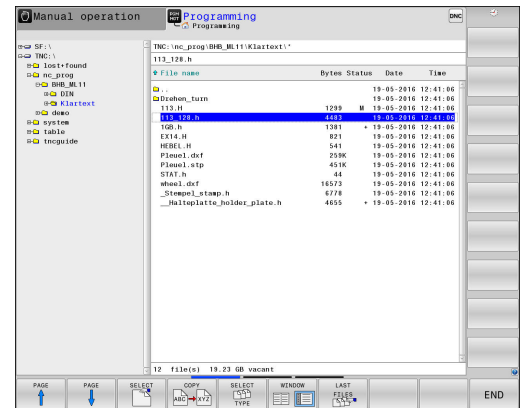 Manual operation
PGM MGT Programming
Programming
DNC
SF:\
TNC:\
lost+found
nc_prog
BHB_ML11
DIN
Klartext
demo
system
table
tncguide
TNC:\nc_prog\BHB_ML11\Klartext\*
113_128.h
File name Bytes Status Date Time
.. 19-05-2016 12:41:06
Drehen_turn 19-05-2016 12:41:06
113.H 1299 M 19-05-2016 12:41:06
113_128.h 4483 19-05-2016 12:41:06
1GB.h 1381 + 19-05-2016 12:41:06
EX14.H 821 19-05-2016 12:41:06
HEBEL.H 541 19-05-2016 12:41:06
Pleuel.dxf 259K 19-05-2016 12:41:06
Pleuel.stp 451K 19-05-2016 12:41:06
STAT.h 44 19-05-2016 12:41:06
wheel.dxf 16573 19-05-2016 12:41:06
_Stempel_stamp.h 6778 19-05-2016 12:41:06
__Halteplatte_holder_plate.h 4655 + 19-05-2016 12:41:06
12 file(s) 19.23 GB vacant
PAGE
PAGE
SELECT
COPY
ABC XYZ
SELECT
TYPE
WINDOW
LAST
FILES
END